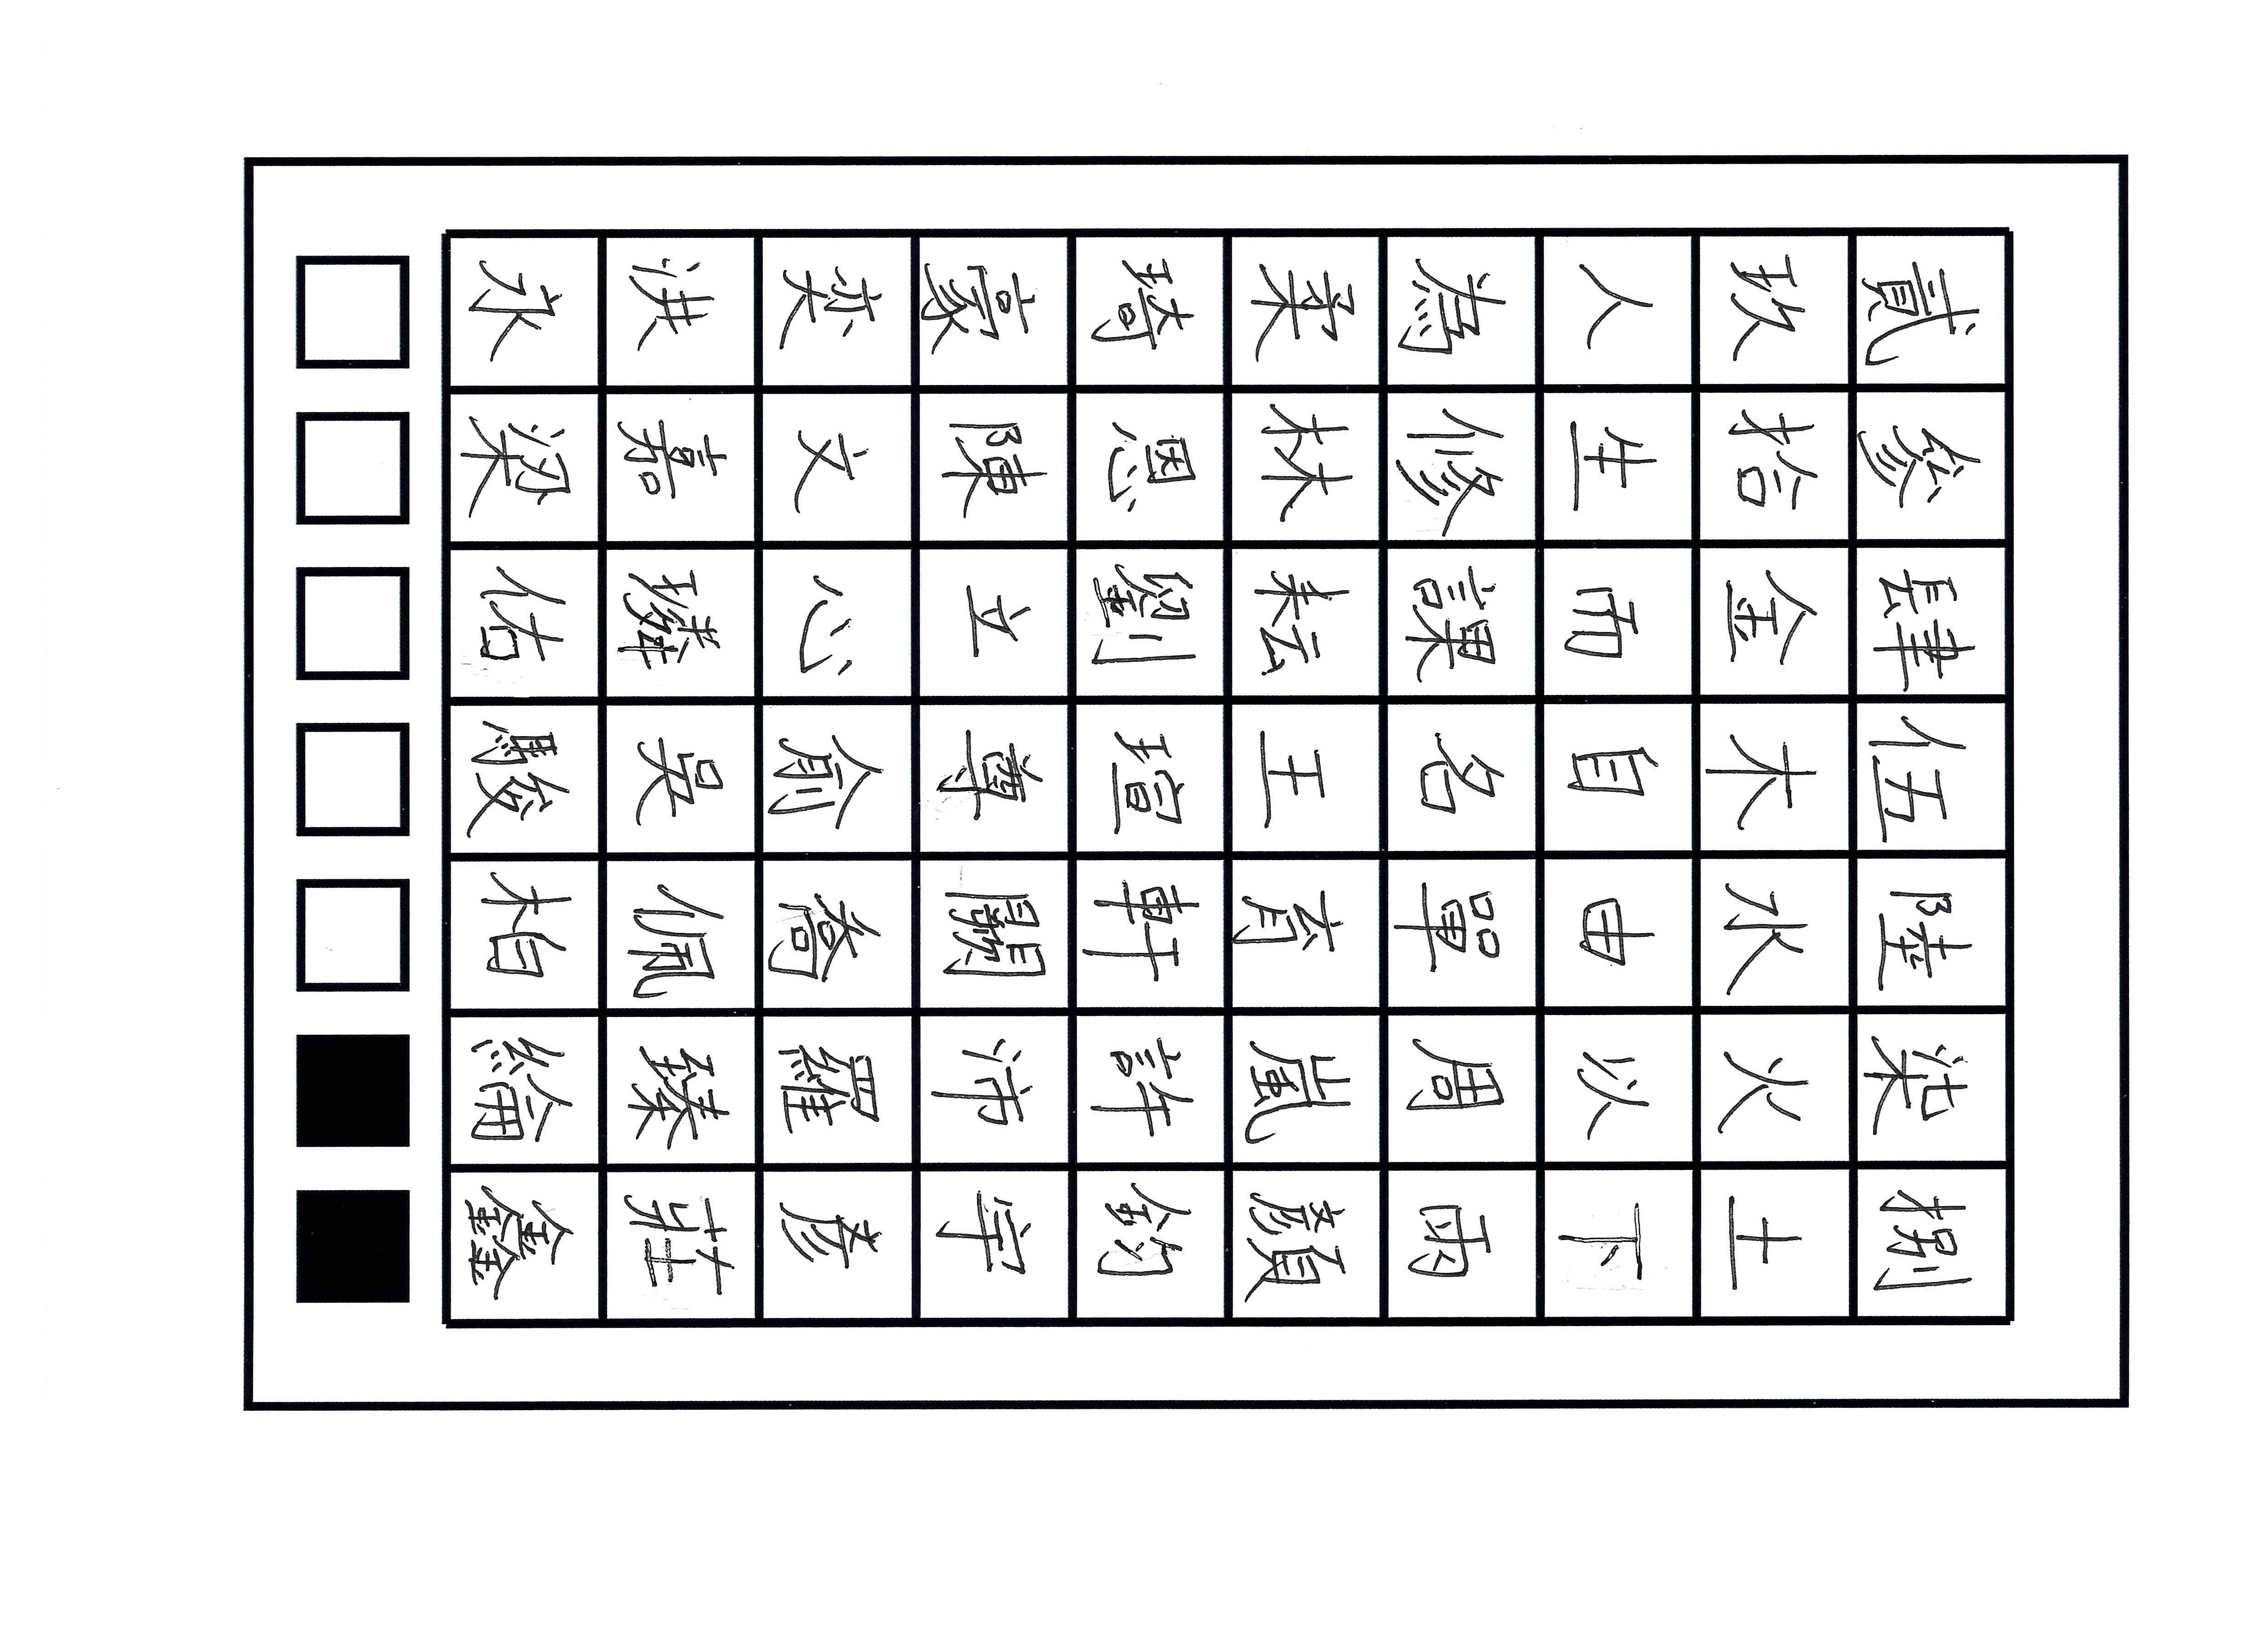 貳參肆伍陸柒捌
玖拾金木水火土
人生而自由以下
為修課名單周雨
柔林耘王育嵐顏
琦恩劉瑄軒許鈞
豪陳立尊闕沛宇
奕文心俞喬羅彥
洪嘉璘吳佩臻莊
永梁佑駿柏綸鑫